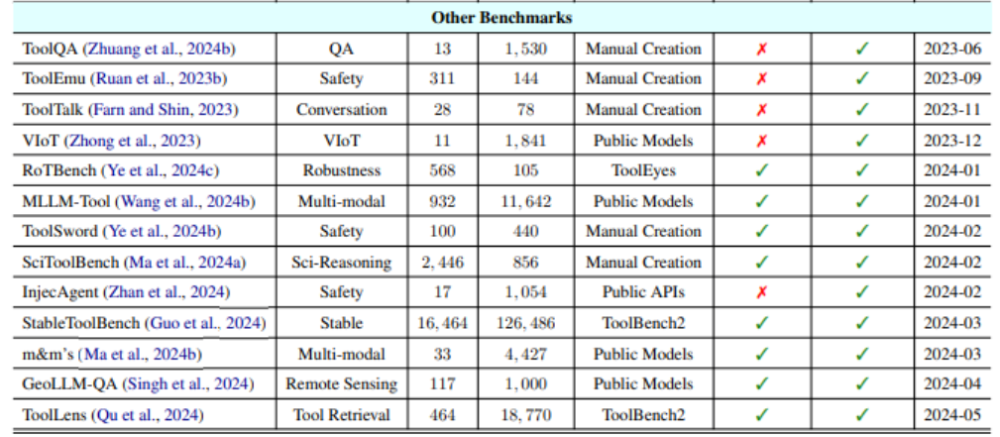 Other Benchmarks
ToolQA (Zhuang et al., 2024b) QA 13 1,530 Manual Creation ✗ ✓ 2023-06
ToolEmu (Ruan et al., 2023b) Safety 311 144 Manual Creation ✗ ✓ 2023-09
ToolTalk (Farn and Shin, 2023) Conversation 28 78 Manual Creation ✗ ✓ 2023-11
VIoT (Zhong et al., 2023) VIoT 11 1,841 Public Models ✗ ✓ 2023-12
RoTBench (Ye et al., 2024c) Robustness 568 105 ToolEyes ✓ ✓ 2024-01
MLLM-Tool (Wang et al., 2024b) Multi-modal 932 11,642 Public Models ✓ ✓ 2024-01
ToolSword (Ye et al., 2024b) Safety 100 440 Manual Creation ✓ ✓ 2024-02
SciToolBench (Ma et al., 2024a) Sci-Reasoning 2,446 856 Manual Creation ✓ ✓ 2024-02
InjecAgent (Zhan et al., 2024) Safety 17 1,054 Public APIs ✗ ✓ 2024-02
StableToolBench (Guo et al., 2024) Stable 16,464 126,486 ToolBench2 ✓ ✓ 2024-03
m&m's (Ma et al., 2024b) Multi-modal 33 4,427 Public Models ✓ ✓ 2024-03
GeoLLM-QA (Singh et al., 2024) Remote Sensing 117 1,000 Public Models ✓ ✓ 2024-04
ToolLens (Qu et al., 2024) Tool Retrieval 464 18,770 ToolBench2 ✓ ✓ 2024-05